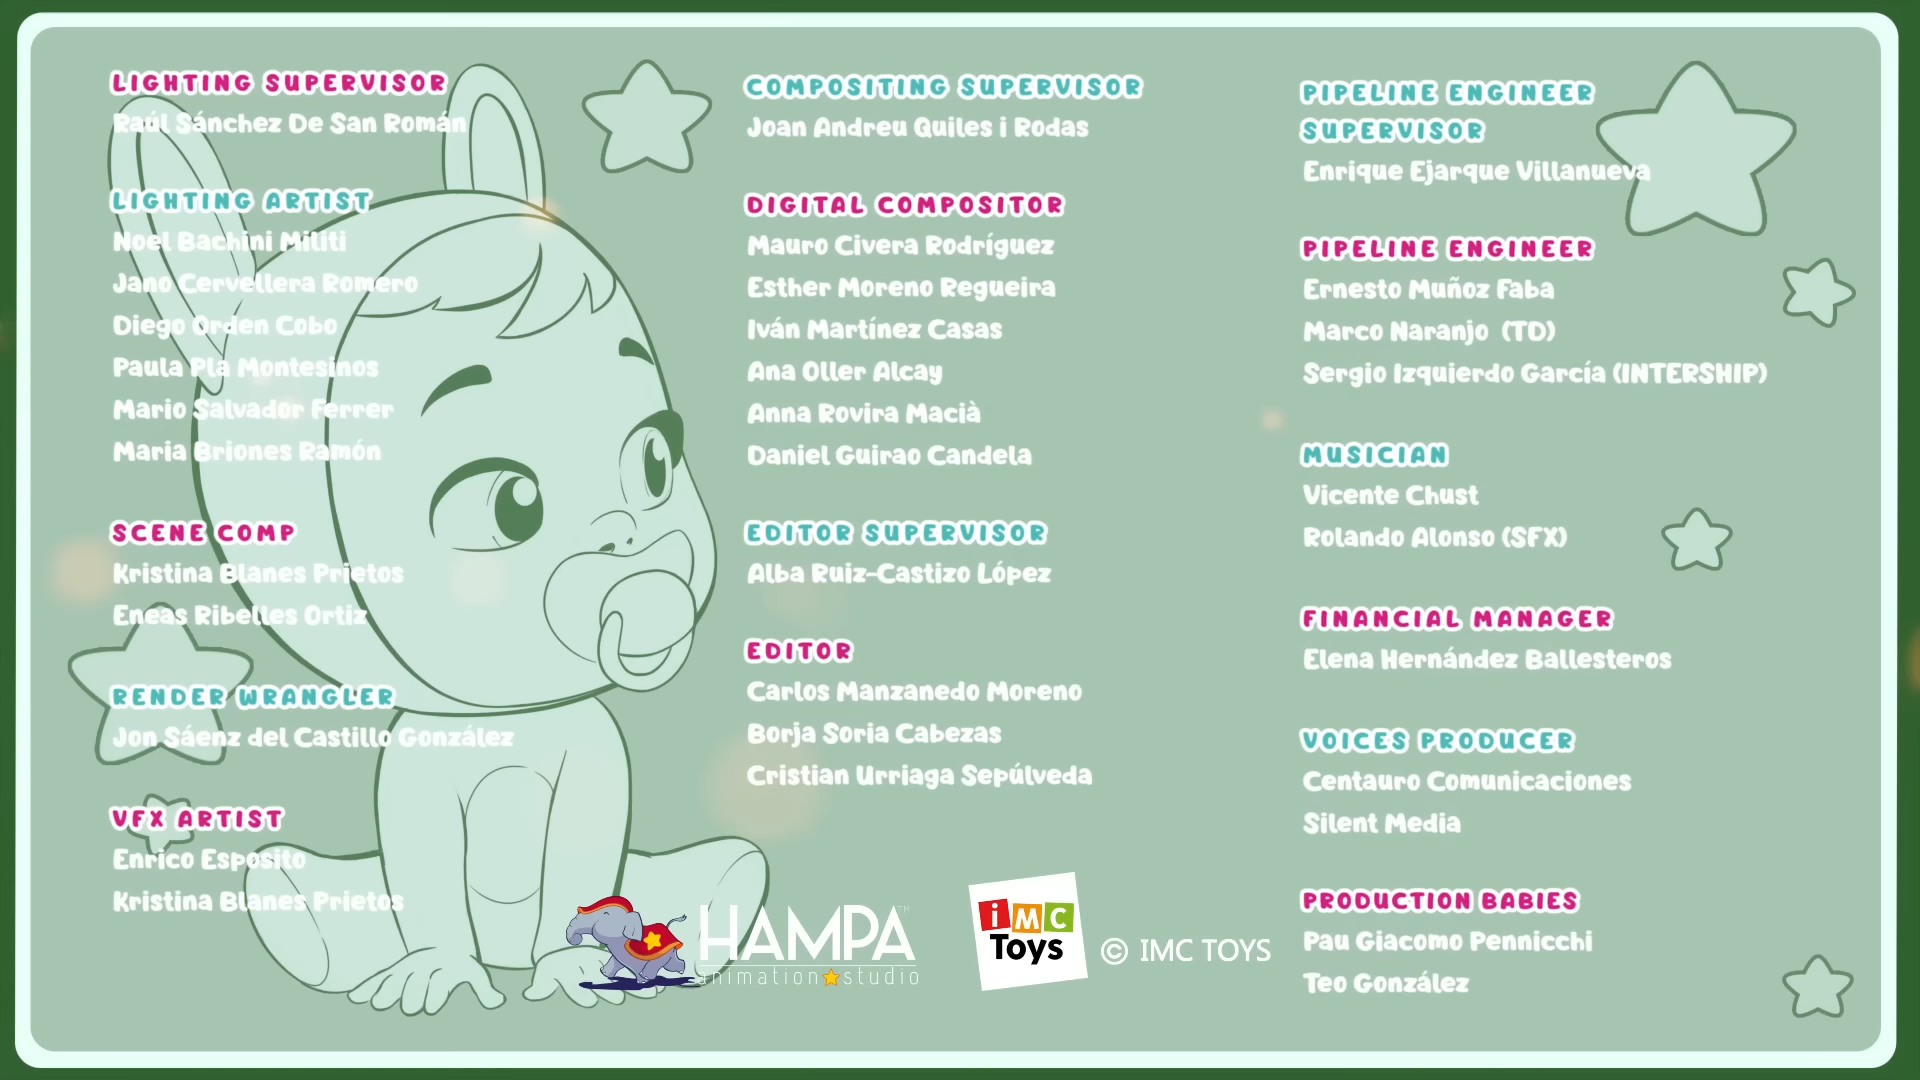 LIGHTING SUPERVISOR
Raúl Sánchez De San Román
LIGHTING ARTIST
Noel Bachini Militi
Jano Cervellera Romero
Diego Orden Cobo
Paula Pla Montesinos
Mario Salvador Ferrer
Maria Briones Ramón
SCENE COMP
Kristina Blanes Prietos
Eneas Ribelles Ortiz
RENDER WRANGLER
Jon Sáenz del Castillo González
VFX ARTIST
Enrico Esposito
Kristina Blanes Prietos
COMPOSITING SUPERVISOR
Joan Andreu Quiles i Rodas
DIGITAL COMPOSITOR
Mauro Civera Rodríguez
Esther Moreno Regueira
Iván Martínez Casas
Ana Oller Alcay
Anna Rovira Macià
Daniel Guirao Candela
EDITOR SUPERVISOR
Alba Ruiz-Castizo López
EDITOR
Carlos Manzanedo Moreno
Borja Soria Cabezas
Cristian Urriaga Sepúlveda
HAMPA™
animation studio
iMC
Toys
© IMC TOYS
PIPELINE ENGINEER
SUPERVISOR
Enrique Ejarque Villanueva
PIPELINE ENGINEER
Ernesto Muñoz Faba
Marco Naranjo (TD)
Sergio Izquierdo García (INTERSHIP)
MUSICIAN
Vicente Chust
Rolando Alonso (SFX)
FINANCIAL MANAGER
Elena Hernández Ballesteros
VOICES PRODUCER
Centauro Comunicaciones
Silent Media
PRODUCTION BABIES
Pau Giacomo Pennicchi
Teo González